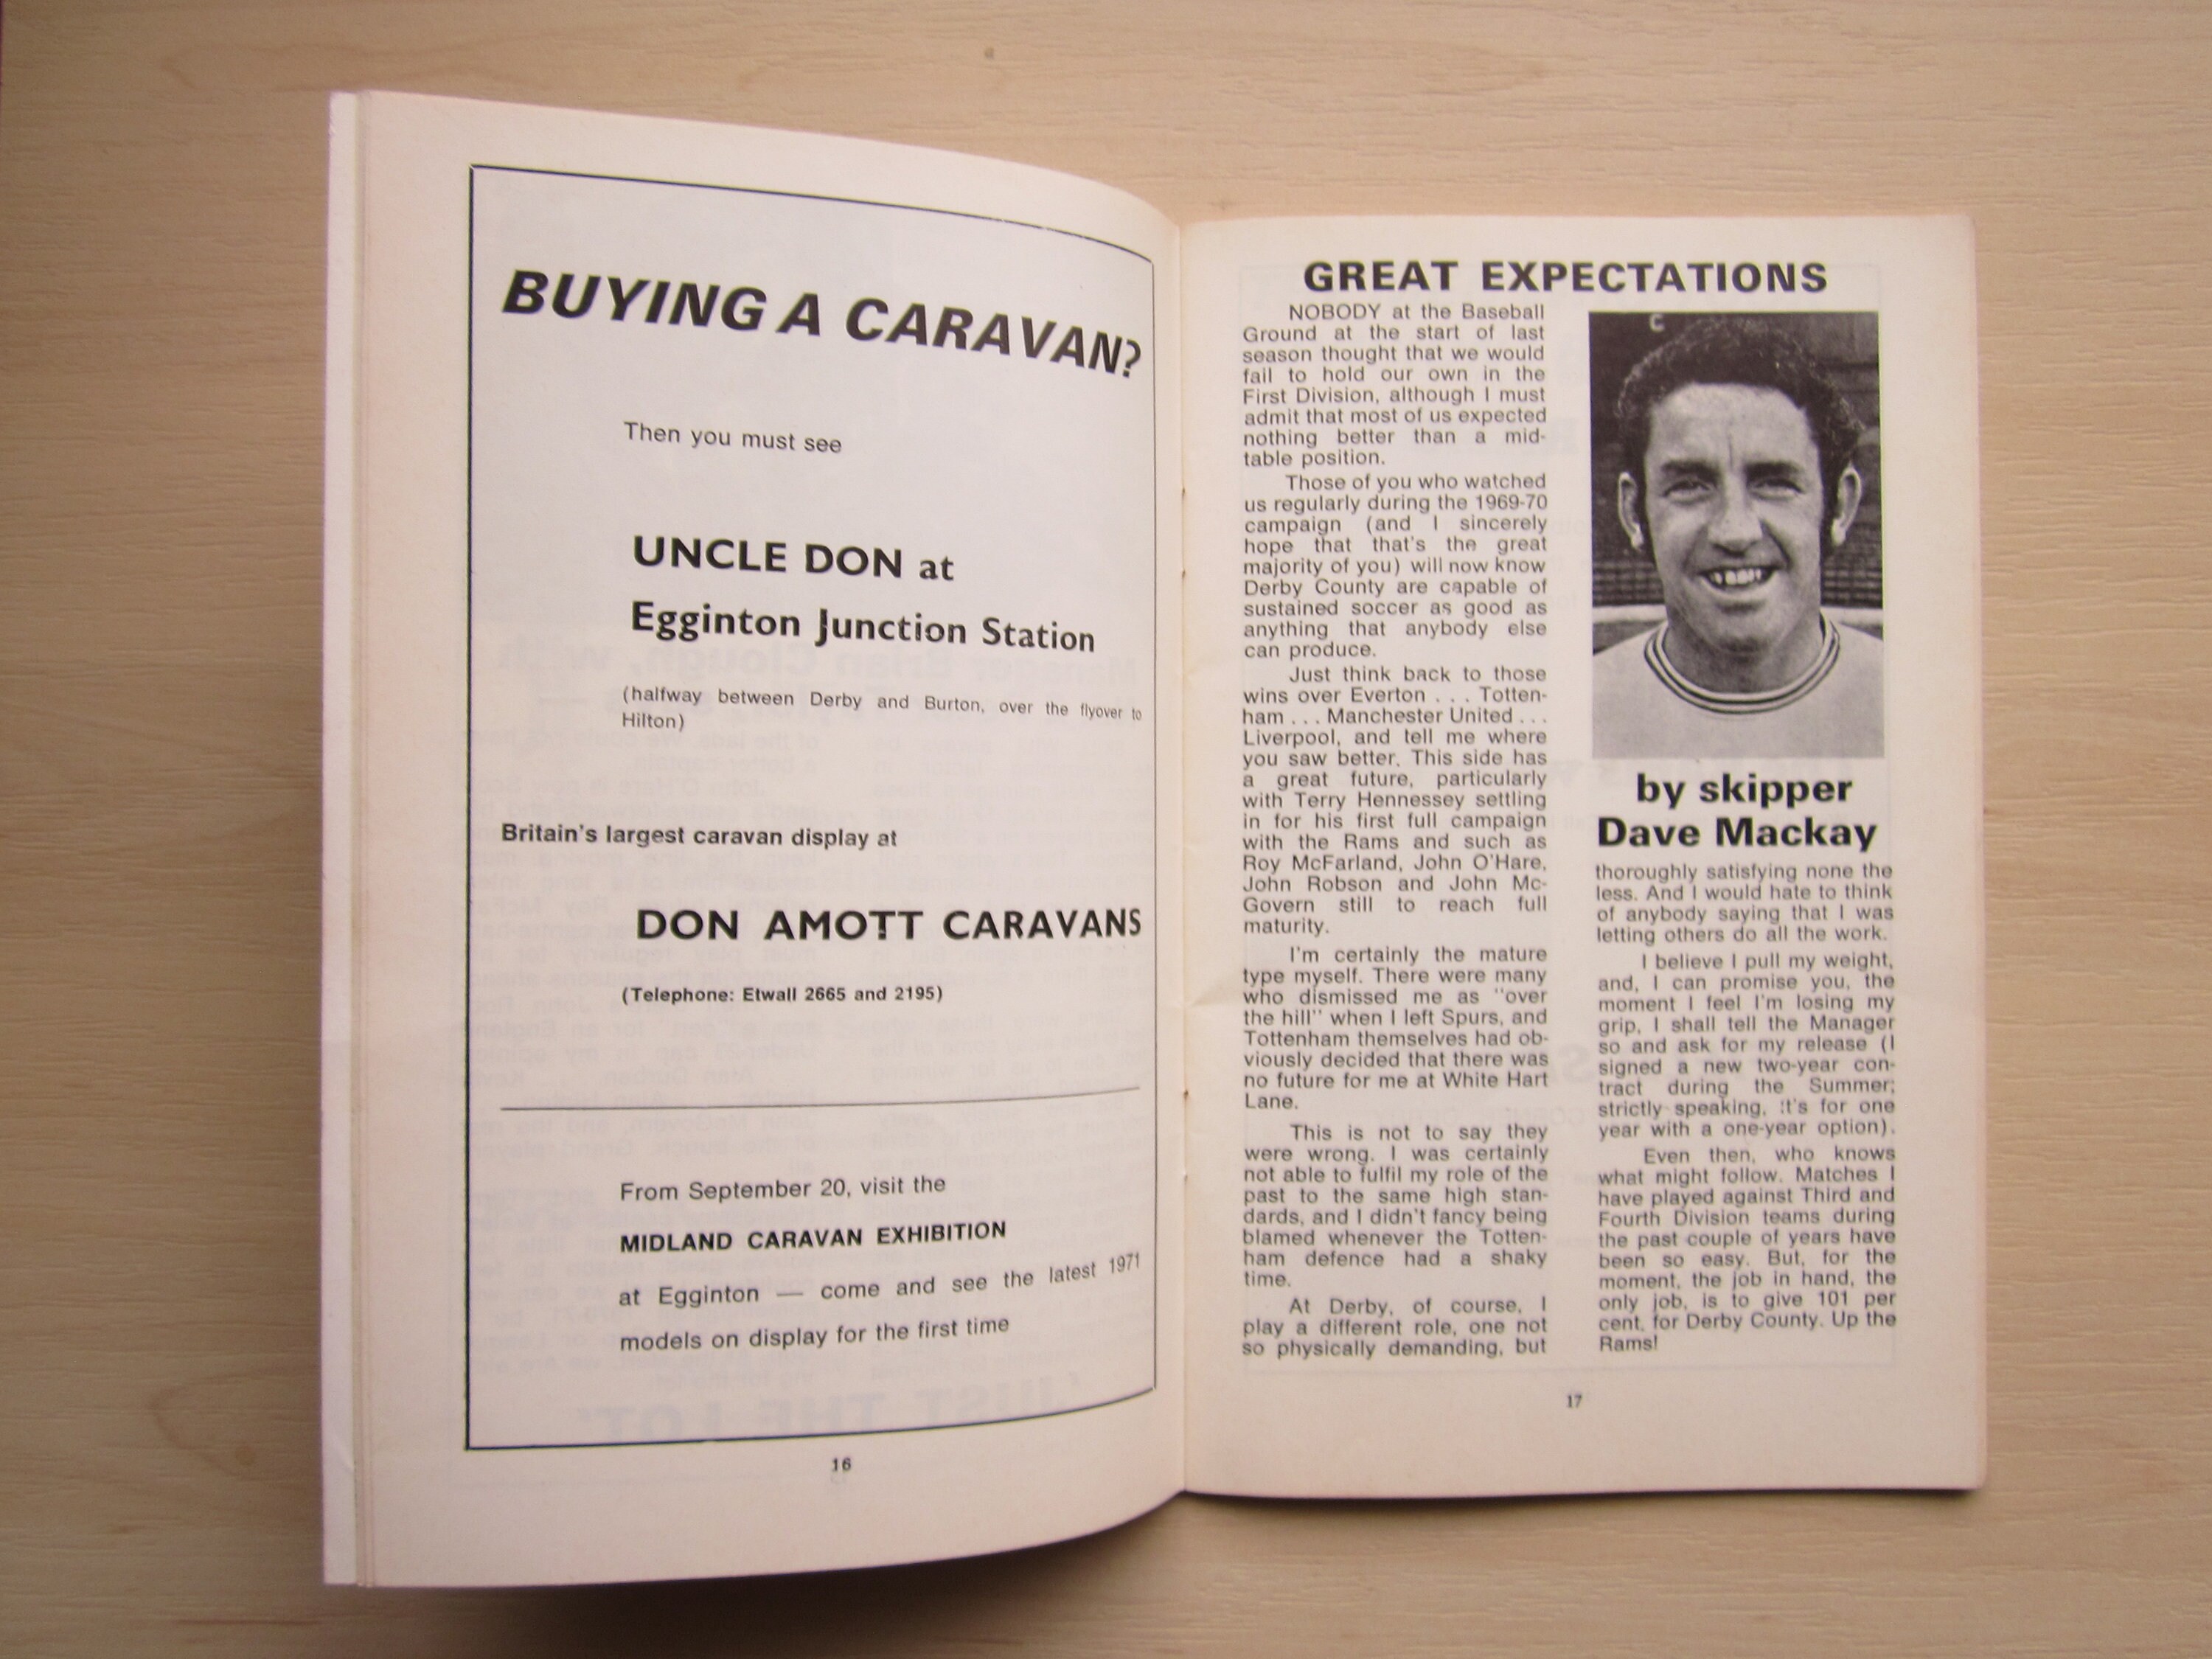 BUYING A CARAVAN?
Then you must see
UNCLE DON at
Egginton Junction Station
(halfway between Derby and Burton, over the flyover to
Hilton)
Britain's largest caravan display at
DON AMOTT CARAVANS
(Telephone: Etwall 2665 and 2195)
From September 20, visit the
MIDLAND CARAVAN EXHIBITION
at Egginton — come and see the latest 1971
models on display for the first time
16
GREAT EXPECTATIONS
NOBODY at the Baseball
Ground at the start of last
season thought that we would
fail to hold our own in the
First Division, although I must
admit that most of us expected
nothing better than a mid-
table position.
Those of you who watched
us regularly during the 1969-70
campaign (and I sincerely
hope that that's the great
majority of you) will now know
Derby County are capable of
sustained soccer as good as
anything that anybody else
can produce.
Just think back to those
wins over Everton . . . Totten-
ham . . . Manchester United . . .
Liverpool, and tell me where
you saw better. This side has
a great future, particularly
with Terry Hennessey settling
in for his first full campaign
with the Rams and such as
Roy McFarland, John O'Hare,
John Robson and John Mc-
Govern still to reach full
maturity.
I'm certainly the mature
type myself. There were many
who dismissed me as "over
the hill" when I left Spurs, and
Tottenham themselves had ob-
viously decided that there was
no future for me at White Hart
Lane.
This is not to say they
were wrong. I was certainly
not able to fulfil my role of the
past to the same high stan-
dards, and I didn't fancy being
blamed whenever the Totten-
ham defence had a shaky
time.
At Derby, of course, I
play a different role, one not
so physically demanding, but
C
by skipper
Dave Mackay
thoroughly satisfying none the
less. And I would hate to think
of anybody saying that I was
letting others do all the work.
I believe I pull my weight,
and, I can promise you, the
moment I feel I'm losing my
grip, I shall tell the Manager
so and ask for my release (I
signed a new two-year con-
tract during the Summer;
strictly speaking, it's for one
year with a one-year option).
Even then, who knows
what might follow. Matches I
have played against Third and
Fourth Division teams during
the past couple of years have
been so easy. But, for the
moment, the job in hand, the
only job, is to give 101 per
cent. for Derby County. Up the
Rams!
17